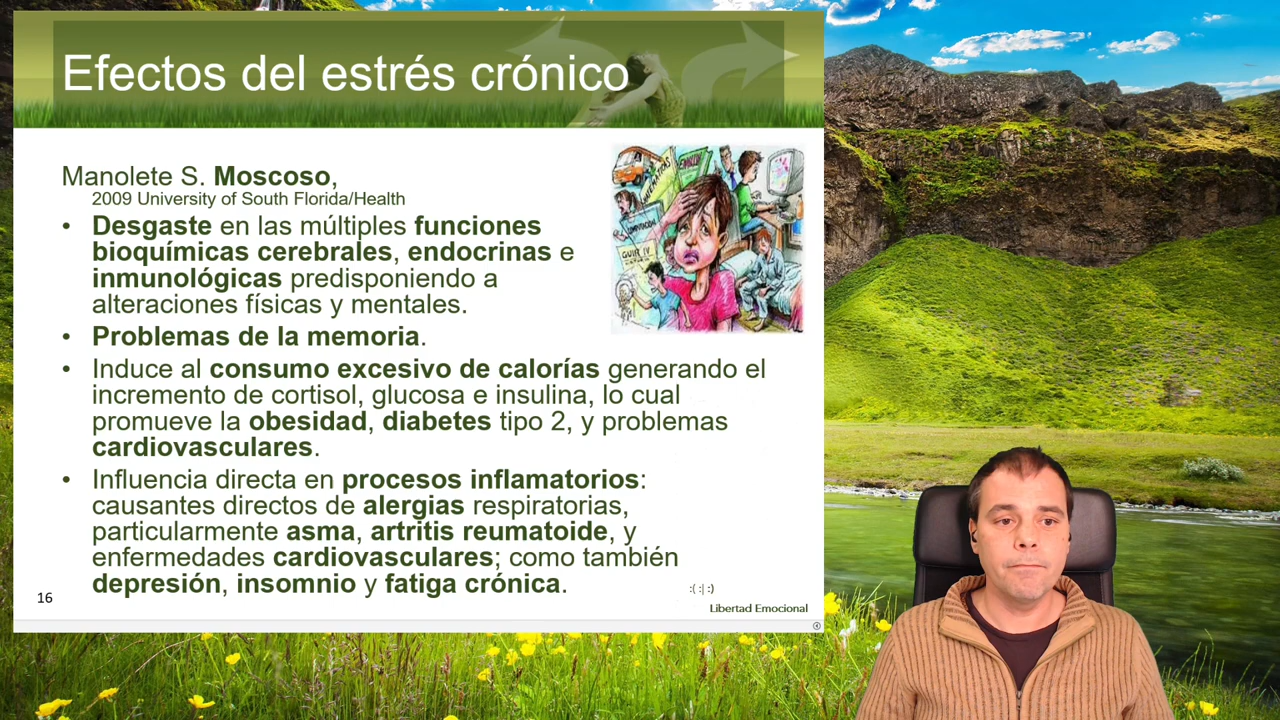 Efectos del estrés crónico
Manolete S. Moscoso,
2009 University of South Florida/Health
• Desgaste en las múltiples funciones
bioquímicas cerebrales, endocrinas e
inmunológicas predisponiendo a
alteraciones físicas y mentales.
• Problemas de la memoria.
• Induce al consumo excesivo de calorías generando el
incremento de cortisol, glucosa e insulina, lo cual
promueve la obesidad, diabetes tipo 2, y problemas
cardiovasculares.
• Influencia directa en procesos inflamatorios:
causantes directos de alergias respiratorias,
particularmente asma, artritis reumatoide, y
enfermedades cardiovasculares; como también
depresión, insomnio y fatiga crónica.
16
:( :| :)
Libertad Emocional